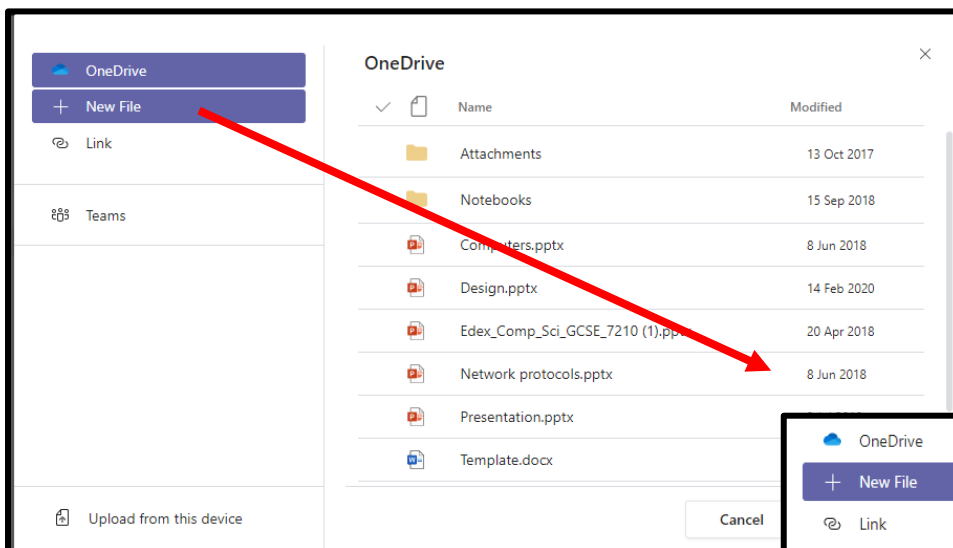 OneDrive
New File
Link
Teams
Upload from this device
OneDrive
Name Modified
Attachments 13 Oct 2017
Notebooks 15 Sep 2018
Computers.pptx 8 Jun 2018
Design.pptx 14 Feb 2020
Edex_Comp_Sci_GCSE_7210 (1).pptx 20 Apr 2018
Network protocols.pptx 8 Jun 2018
Presentation.pptx
Template.docx
Cancel
OneDrive
New File
Link